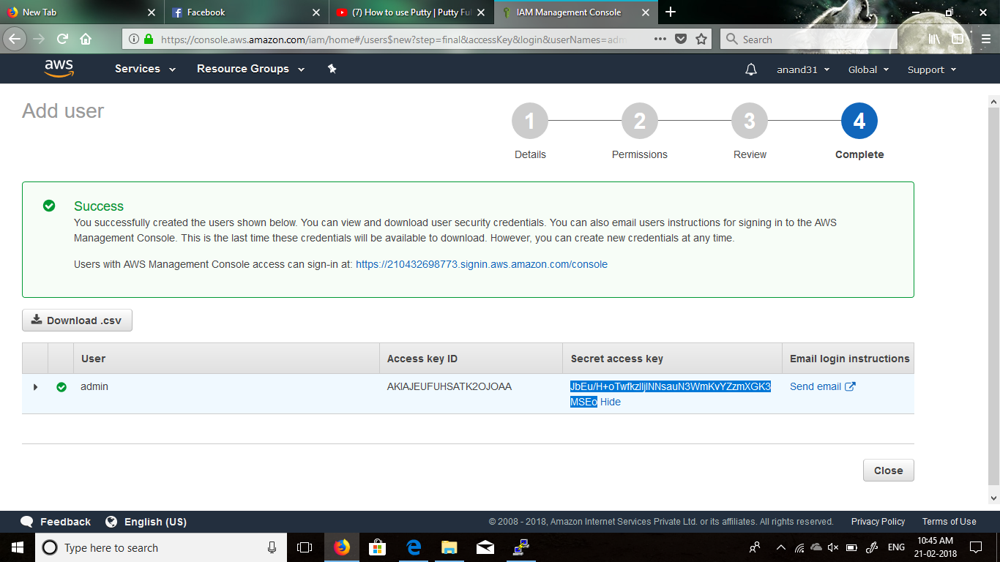 New Tab
Facebook
(7) How to use Putty | Putty Ful
IAM Management Console
https://console.aws.amazon.com/iam/home#/users$new?step=final&accessKey&login&userNames=adm
Search
aws
Services
Resource Groups
anand31
Global
Support
Add user
1
2
3
4
Details
Permissions
Review
Complete
Success
You successfully created the users shown below. You can view and download user security credentials. You can also email users instructions for signing in to the AWS
Management Console. This is the last time these credentials will be available to download. However, you can create new credentials at any time.
Users with AWS Management Console access can sign-in at: https://210432698773.signin.aws.amazon.com/console
Download .csv
User
Access key ID
Secret access key
Email login instructions
admin
AKIAJEUFUHSATK2OJOAA
Hide
Send email
Close
Feedback
English (US)
© 2008 - 2018, Amazon Internet Services Private Ltd. or its affiliates. All rights reserved.
Privacy Policy
Terms of Use
Type here to search
ENG
10:45 AM
21-02-2018